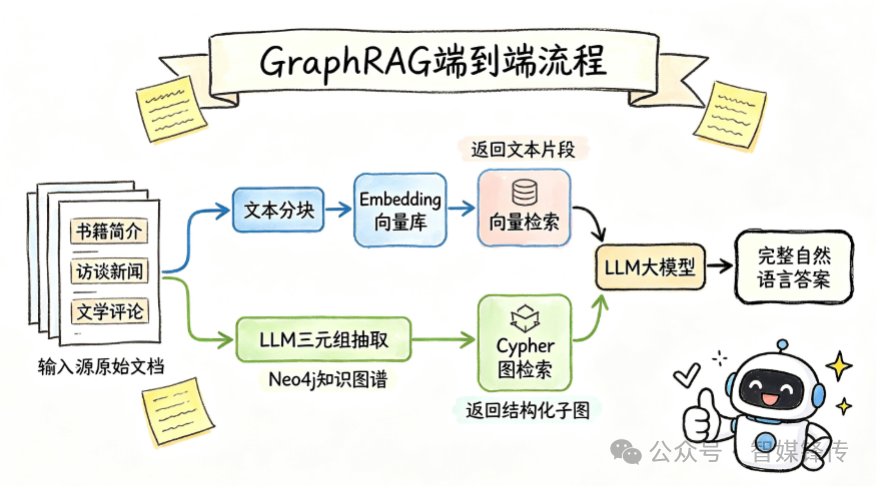 GraphRAG端到端流程
返回文本片段
书籍简介
访谈新闻
文学评论
输入源原始文档
文本分块
Embedding
向量库
向量检索
LLM三元组抽取
Neo4j知识图谱
Cypher
图检索
返回结构化子图
LLM大模型
完整自然
语言答案
公众号·智媒锋传